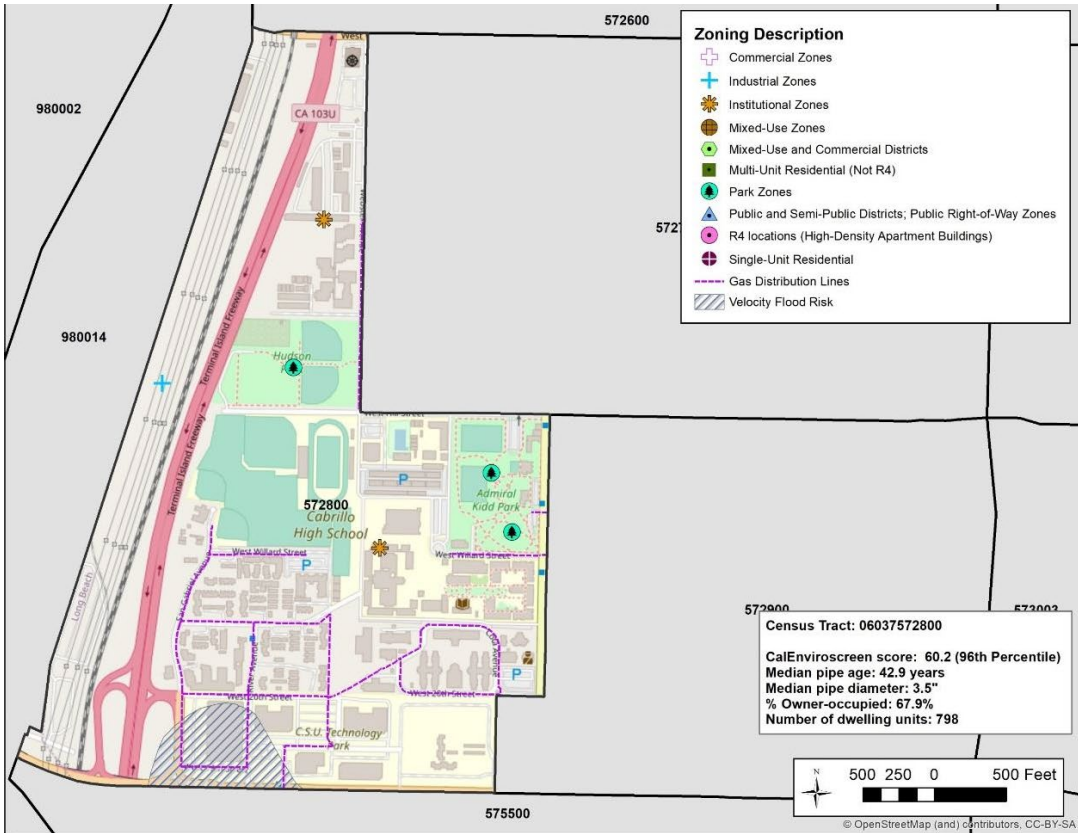 572600
West
980002
CA 103U
Terminal Island Freeway
Hudson
980014
West Hill Street
Terminal Island Freeway
P
Admiral
Kidd Park
572800
Cabrillo
High School
West Willard Street
P
West Willard Street
San Gabriel Avenue
Long Beach
River Avenue
P
West 20th Street
C.S.U. Technology
Park
572900
573003
575500
Zoning Description
Commercial Zones
Industrial Zones
Institutional Zones
Mixed-Use Zones
Mixed-Use and Commercial Districts
Multi-Unit Residential (Not R4)
Park Zones
Public and Semi-Public Districts; Public Right-of-Way Zones
R4 locations (High-Density Apartment Buildings)
Single-Unit Residential
Gas Distribution Lines
Velocity Flood Risk
Census Tract: 06037572800
CalEnviroscreen score: 60.2 (96th Percentile)
Median pipe age: 42.9 years
Median pipe diameter: 3.5"
% Owner-occupied: 67.9%
Number of dwelling units: 798
N
500 250 0 500 Feet
© OpenStreetMap (and) contributors, CC-BY-SA